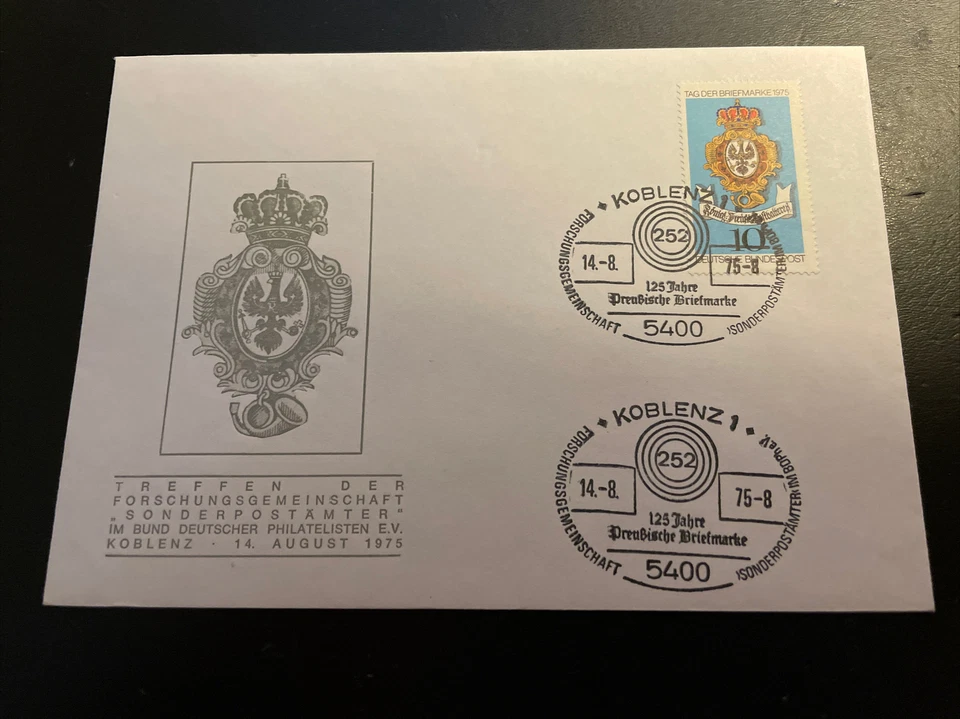 TAG DER BRIEFMARKE 1975
10
DEUTSCHE BUNDESPOST
KOBLENZ 1
252
14.-8.
75-8
125 Jahre
Preußische Briefmarke
5400
FORSCHUNGSGEMEINSCHAFT
›SONDERPOSTÄMTER‹ IM
KOBLENZ 1
252
14.-8.
75-8
125 Jahre
Preußische Briefmarke
5400
FORSCHUNGSGEMEINSCHAFT
›SONDERPOSTÄMTER‹ IM BDPh e.V.
TREFFEN DER
FORSCHUNGSGEMEINSCHAFT
„SONDERPOSTÄMTER“
IM BUND DEUTSCHER PHILATELISTEN E.V.
KOBLENZ · 14. AUGUST 1975